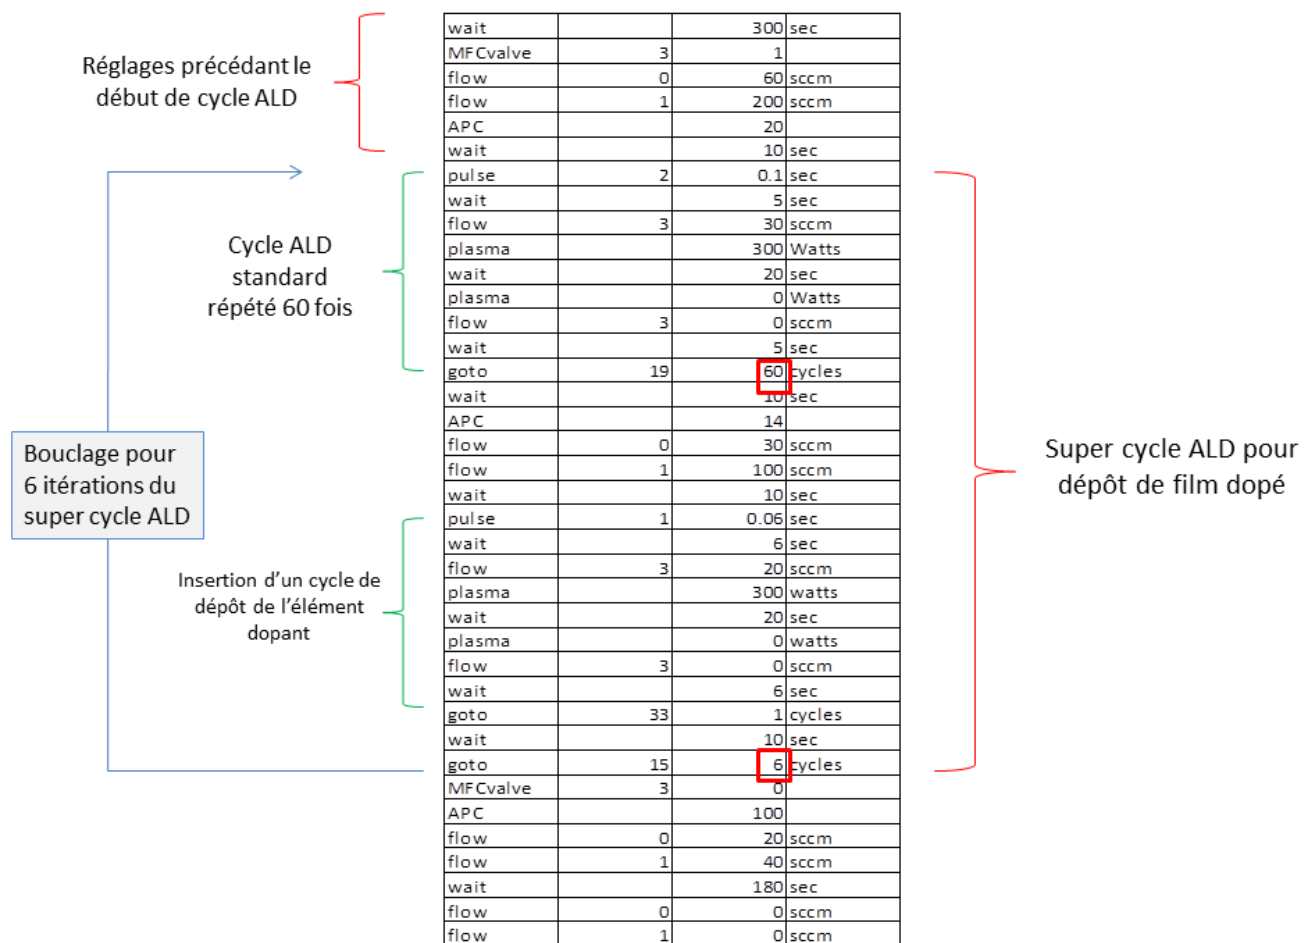 Réglages précédant le
début de cycle ALD
Cycle ALD
standard
répété 60 fois
Bouclage pour
6 itérations du
super cycle ALD
Insertion d’un cycle de
dépôt de l’élément
dopant
wait 300 sec
MFCvalve 3 1
flow 0 60 sccm
flow 1 200 sccm
APC 20
wait 10 sec
pulse 2 0.1 sec
wait 5 sec
flow 3 30 sccm
plasma 300 Watts
wait 20 sec
plasma 0 Watts
flow 3 0 sccm
wait 5 sec
goto 19 60 cycles
wait 10 sec
APC 14
flow 0 30 sccm
flow 1 100 sccm
wait 10 sec
pulse 1 0.06 sec
wait 6 sec
flow 3 20 sccm
plasma 300 watts
wait 20 sec
plasma 0 watts
flow 3 0 sccm
wait 6 sec
goto 33 1 cycles
wait 10 sec
goto 15 6 cycles
MFCvalve 3 0
APC 100
flow 0 20 sccm
flow 1 40 sccm
wait 180 sec
flow 0 0 sccm
flow 1 0 sccm
Super cycle ALD pour
dépôt de film dopé